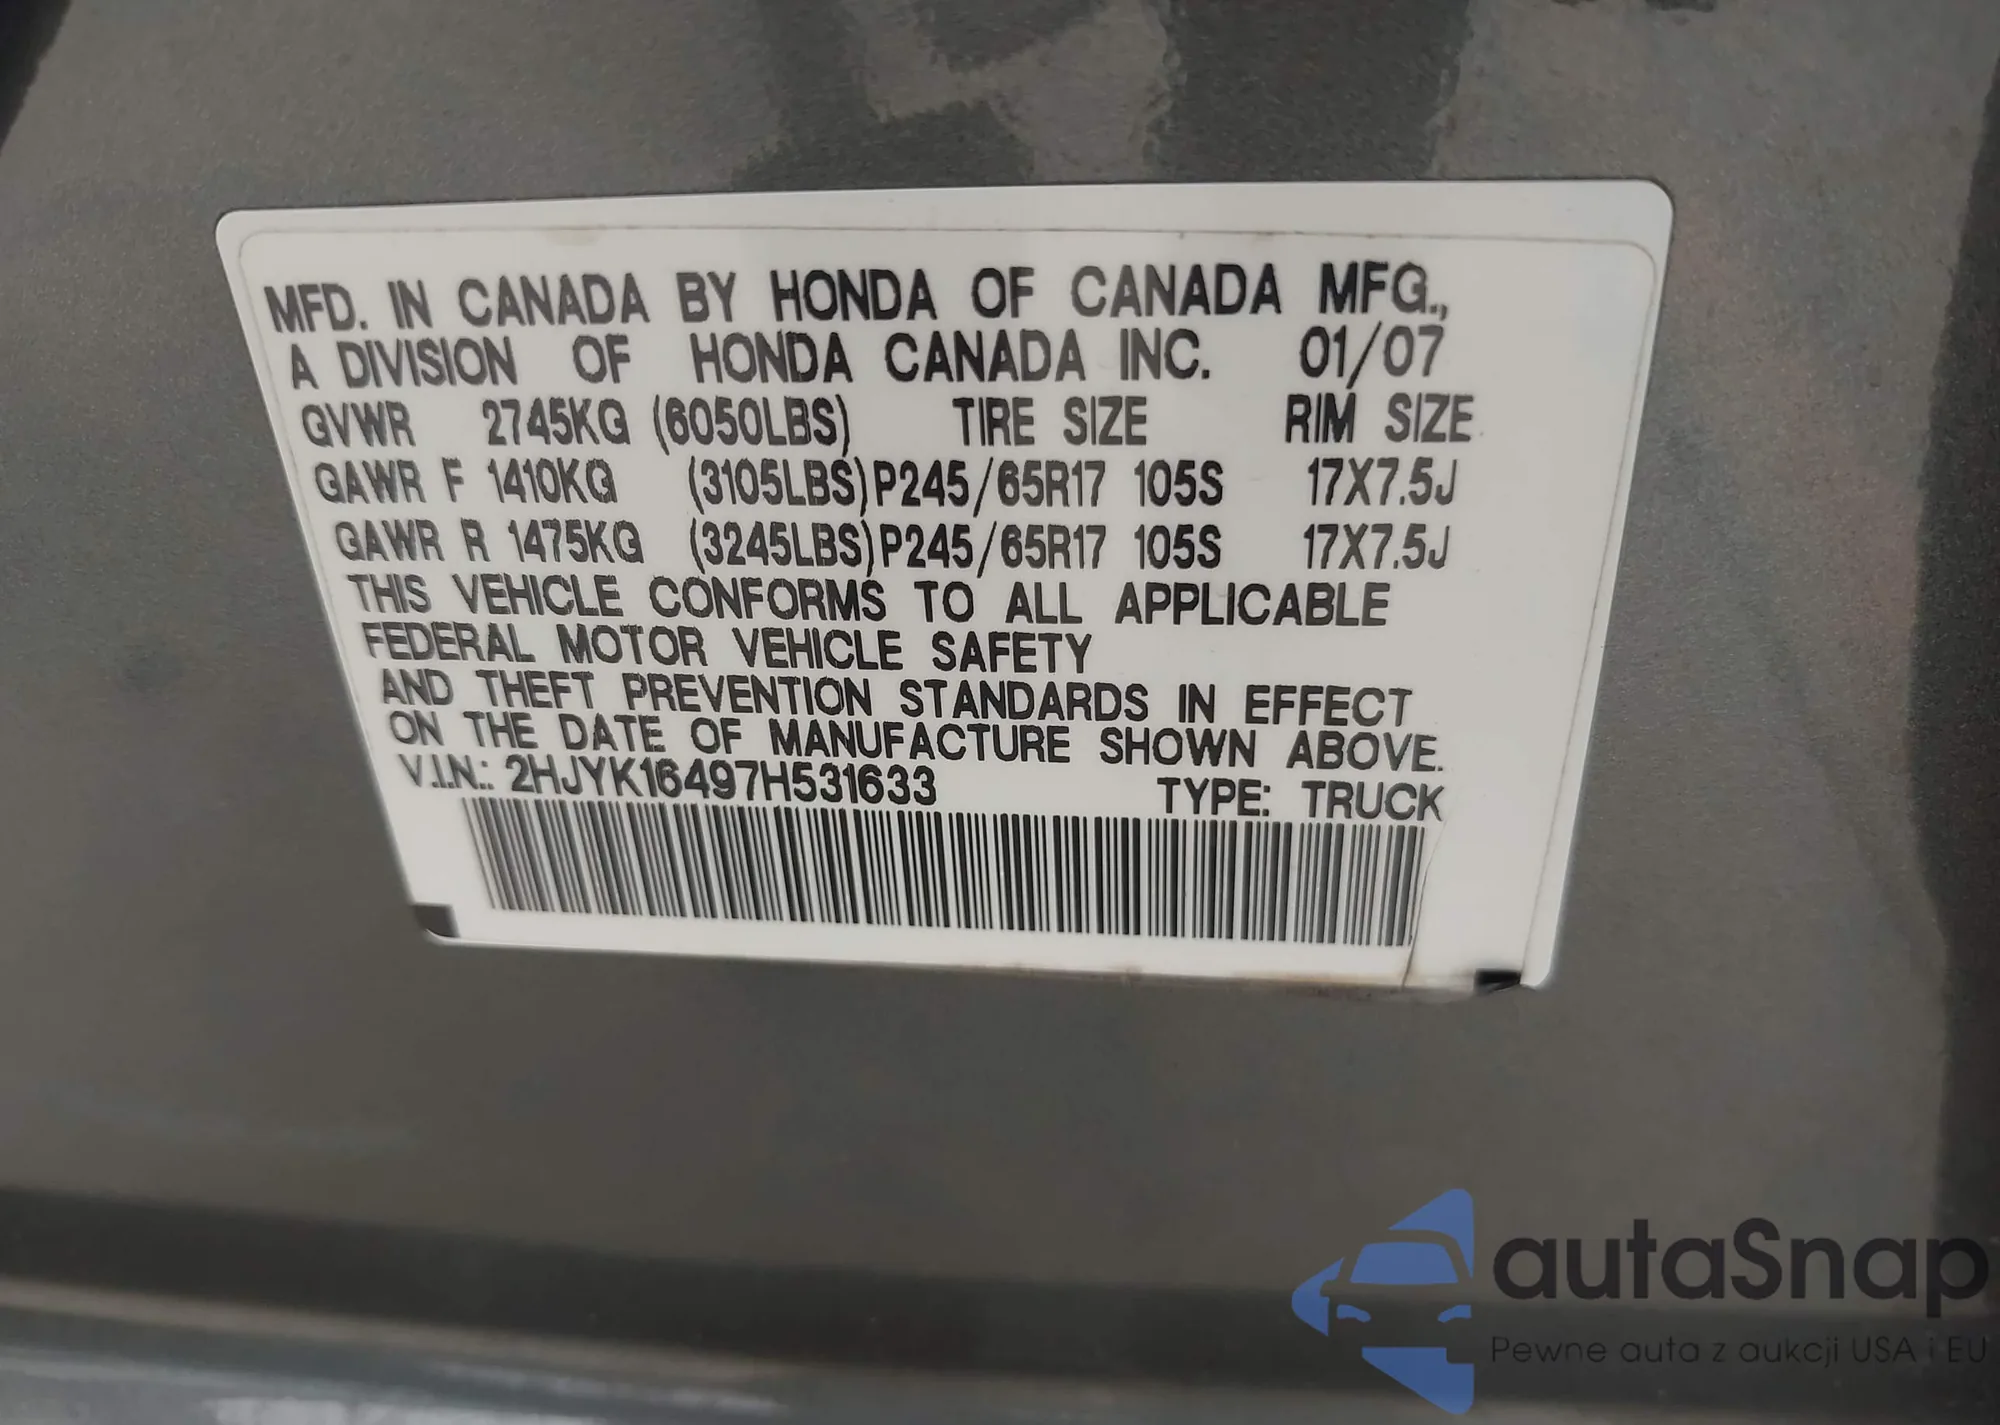 MFD. IN CANADA BY HONDA OF CANADA MFG.,
A DIVISION OF HONDA CANADA INC. 01/07
GVWR 2745KG (6050LBS) TIRE SIZE RIM SIZE
GAWR F 1410KG (3105LBS) P245/65R17 105S 17X7.5J
GAWR R 1475KG (3245LBS) P245/65R17 105S 17X7.5J
THIS VEHICLE CONFORMS TO ALL APPLICABLE
FEDERAL MOTOR VEHICLE SAFETY
AND THEFT PREVENTION STANDARDS IN EFFECT
ON THE DATE OF MANUFACTURE SHOWN ABOVE.
V.I.N.: 2HJYK16497H531633 TYPE: TRUCK
autaSnap
Pewne auta z aukcji USA i EU